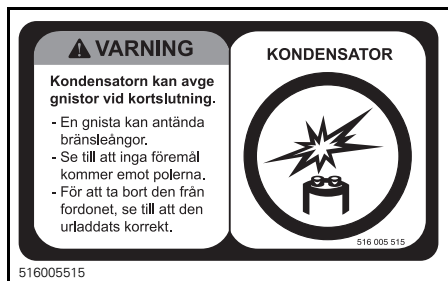 VARNING
Kondensatorn kan avge
gnistor vid kortslutning.
- En gnista kan antända
bränsleångor.
- Se till att inga föremål
kommer emot polerna.
- För att ta bort den från
fordonet, se till att den
urladdats korrekt.
KONDENSATOR
516 005 515
516005515